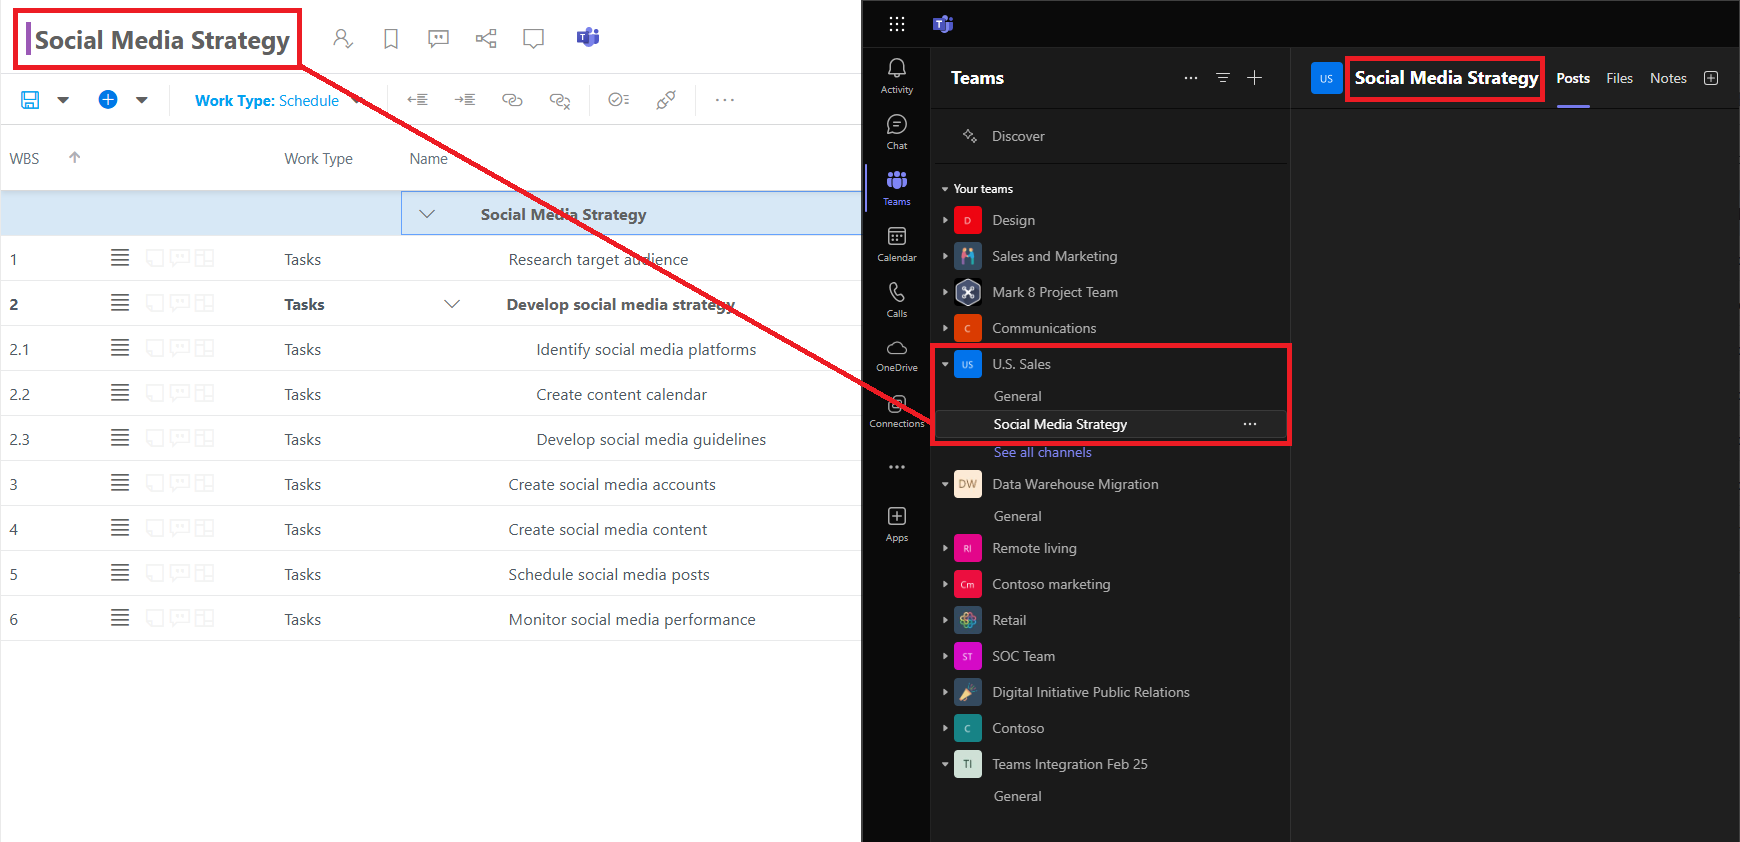 Social Media Strategy
Work Type: Schedule
WBS Work Type Name
Social Media Strategy
1 Tasks Research target audience
2 Tasks Develop social media strategy
2.1 Tasks Identify social media platforms
2.2 Tasks Create content calendar
2.3 Tasks Develop social media guidelines
3 Tasks Create social media accounts
4 Tasks Create social media content
5 Tasks Schedule social media posts
6 Tasks Monitor social media performance
Activity
Chat
Teams
Calendar
Calls
OneDrive
Connections
Apps
Teams
Discover
Your teams
D Design
Sales and Marketing
Mark 8 Project Team
C Communications
US U.S. Sales
General
Social Media Strategy
See all channels
DW Data Warehouse Migration
General
RI Remote living
Cm Contoso marketing
Retail
ST SOC Team
Digital Initiative Public Relations
C Contoso
TI Teams Integration Feb 25
General
US Social Media Strategy Posts Files Notes